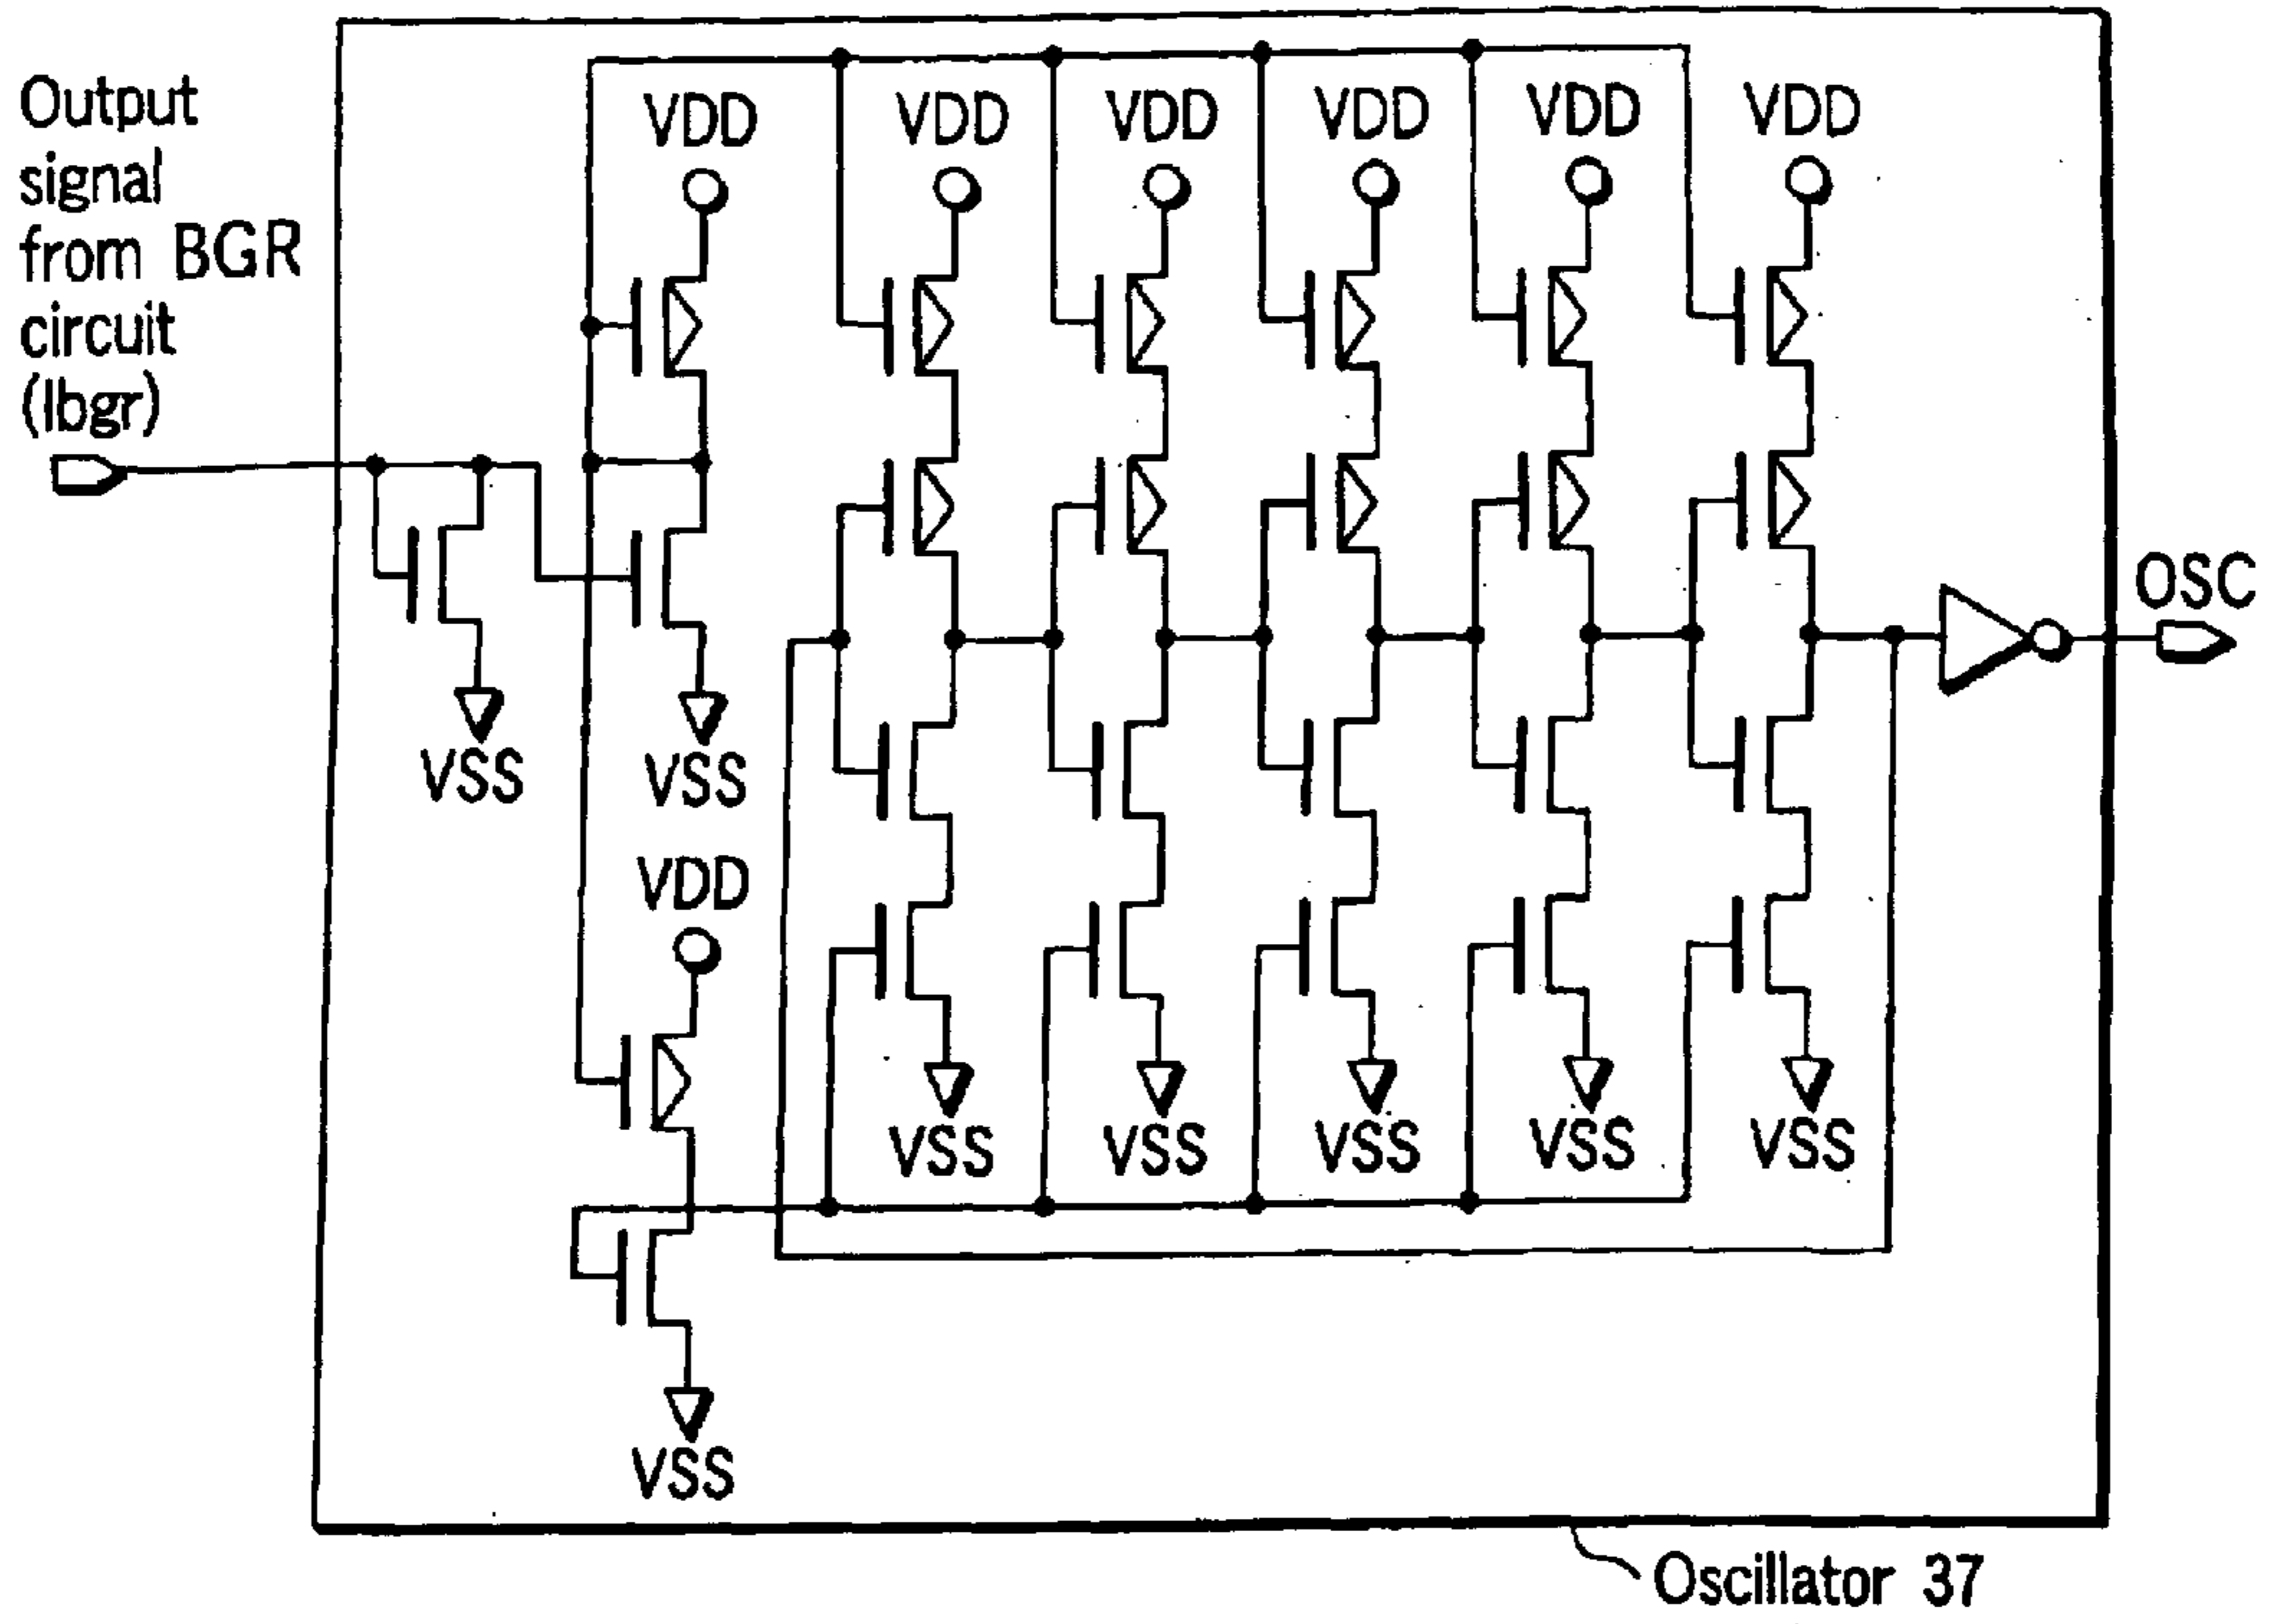 Output
signal
from BGR
circuit
(Ibgr)
VDD
VDD
VDD
VDD
VDD
VDD
OSC
VSS
VSS
VDD
VSS
VSS
VSS
VSS
VSS
VSS
Oscillator 37